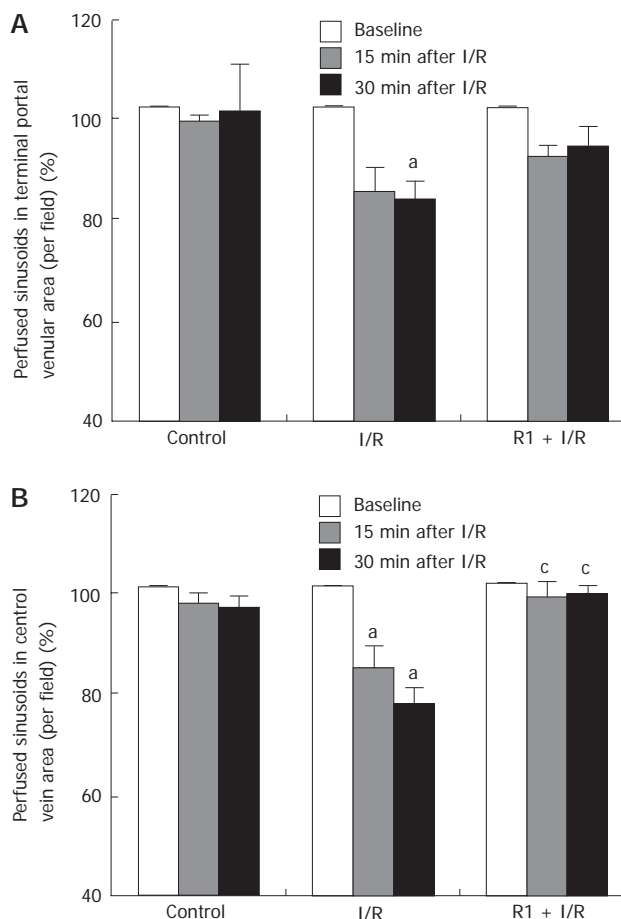 A
120
100
80
60
40
Perfused sinusoids in terminal portal
venular area (per field) (%)
Baseline
15 min after I/R
30 min after I/R
a
Control
I/R
R1 + I/R
B
120
100
80
60
40
Perfused sinusoids in centrol
vein area (per field) (%)
Baseline
15 min after I/R
30 min after I/R
a
a
c
c
Control
I/R
R1 + I/R